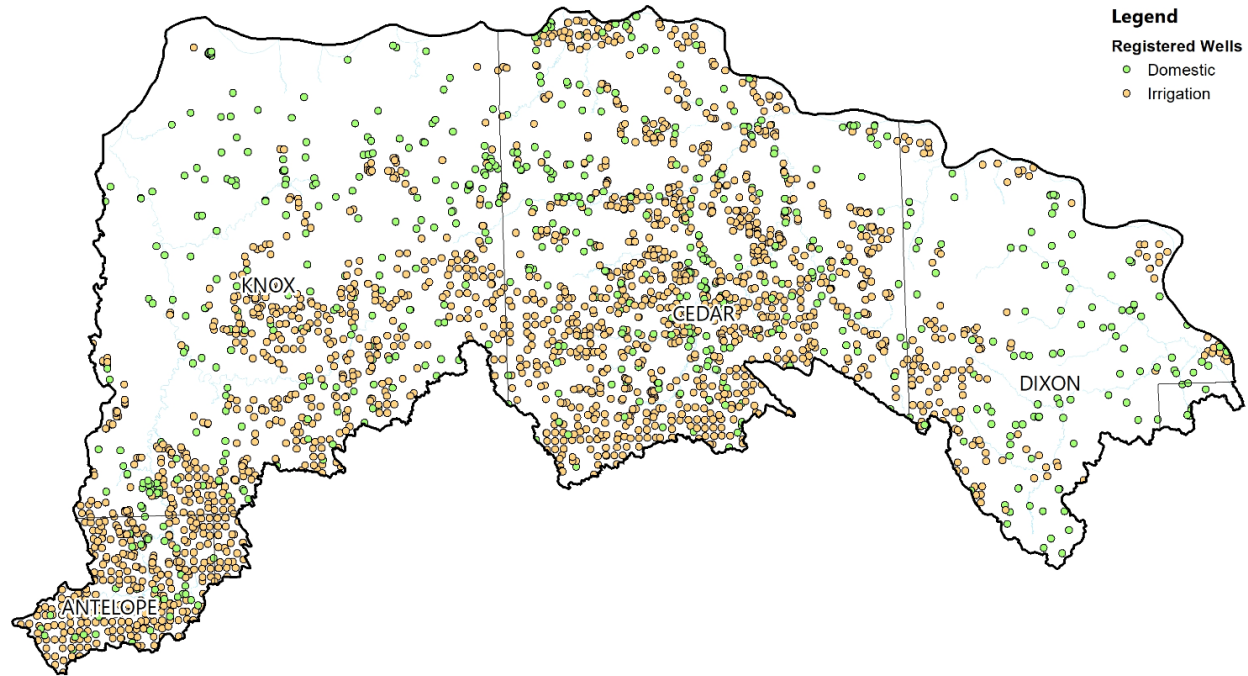 Legend
Registered Wells
Domestic
Irrigation
KNOX
CEDAR
DIXON
ANTELOPE